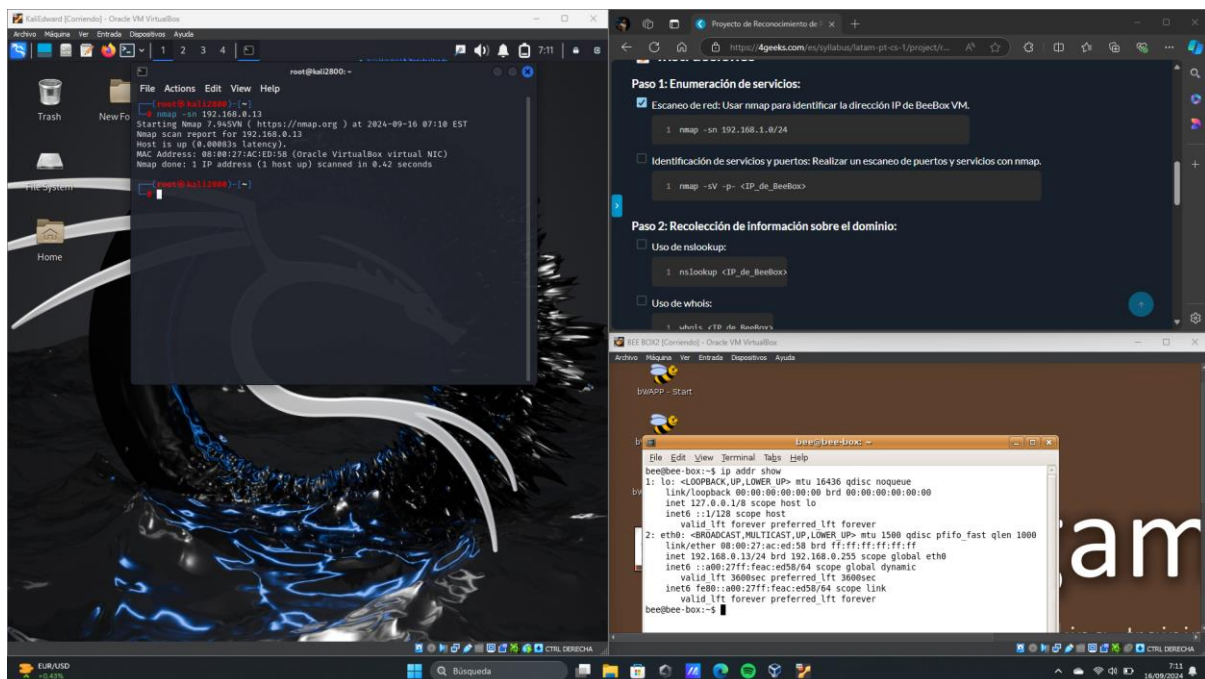 KaliEdward [Corriendo] - Oracle VM VirtualBox
Archivo Máquina Ver Entrada Dispositivos Ayuda
1 2 3 4
7:11
Trash
New Fo
File System
Home
root@kali2800: ~
File Actions Edit View Help
(root㉿kali2800)-[~]
# nmap -sn 192.168.0.13
Starting Nmap 7.94SVN ( https://nmap.org ) at 2024-09-16 07:10 EST
Nmap scan report for 192.168.0.13
Host is up (0.00083s latency).
MAC Address: 08:00:27:AC:ED:58 (Oracle VirtualBox virtual NIC)
Nmap done: 1 IP address (1 host up) scanned in 0.42 seconds
(root㉿kali2800)-[~]
#
CTRL DERECHA
Proyecto de Reconocimiento de
https://4geeks.com/es/syllabus/latam-pt-cs-1/project/r...
Instrucciones
Paso 1: Enumeración de servicios:
Escaneo de red: Usar nmap para identificar la dirección IP de BeeBox VM.
1 nmap -sn 192.168.1.0/24
Identificación de servicios y puertos: Realizar un escaneo de puertos y servicios con nmap.
1 nmap -sV -p- <IP_de_BeeBox>
Paso 2: Recolección de información sobre el dominio:
Uso de nslookup:
1 nslookup <IP_de_BeeBox>
Uso de whois:
1 whois <IP_de_BeeBox>
BEE BOX2 [Corriendo] - Oracle VM VirtualBox
Archivo Máquina Ver Entrada Dispositivos Ayuda
bWAPP - Start
bee@bee-box: ~
File Edit View Terminal Tabs Help
bee@bee-box:~$ ip addr show
1: lo: <LOOPBACK,UP,LOWER_UP> mtu 16436 qdisc noqueue
link/loopback 00:00:00:00:00:00 brd 00:00:00:00:00:00
inet 127.0.0.1/8 scope host lo
inet6 ::1/128 scope host
valid_lft forever preferred_lft forever
2: eth0: <BROADCAST,MULTICAST,UP,LOWER_UP> mtu 1500 qdisc pfifo_fast qlen 1000
link/ether 08:00:27:ac:ed:58 brd ff:ff:ff:ff:ff:ff
inet 192.168.0.13/24 brd 192.168.0.255 scope global eth0
inet6 ::a00:27ff:feac:ed58/64 scope global dynamic
valid_lft 3600sec preferred_lft 3600sec
inet6 fe80::a00:27ff:feac:ed58/64 scope link
valid_lft forever preferred_lft forever
bee@bee-box:~$
am
CTRL DERECHA
EUR/USD
+0.43%
Búsqueda
7:11
16/09/2024